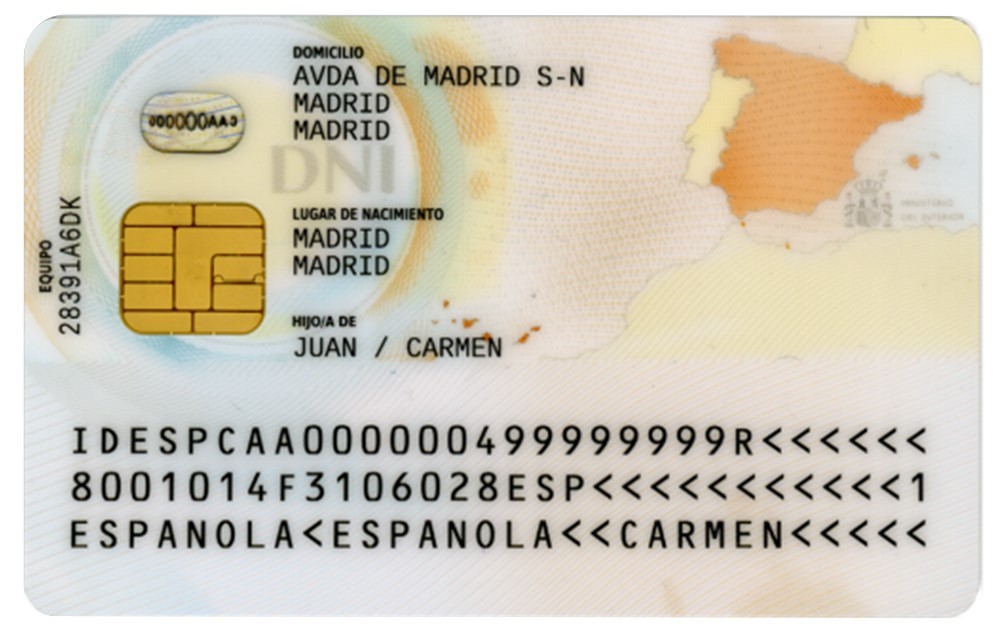 DOMICILIO
AVDA DE MADRID S-N
MADRID
MADRID
DNI
EQUIPO
28391A6DK
LUGAR DE NACIMIENTO
MADRID
MADRID
MINISTERIO
DEL INTERIOR
HIJO/A DE
JUAN / CARMEN
IDESPCAA000000499999999R<<<<<<
8001014F3106028ESP<<<<<<<<<<<1
ESPANOLA<ESPANOLA<<CARMEN<<<<<